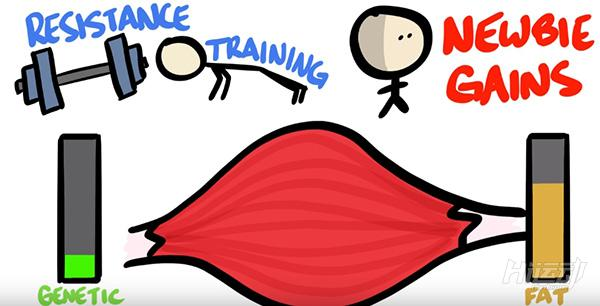 RESISTANCE
TRAINING
NEWBIE
GAINS
GENETIC
FAT